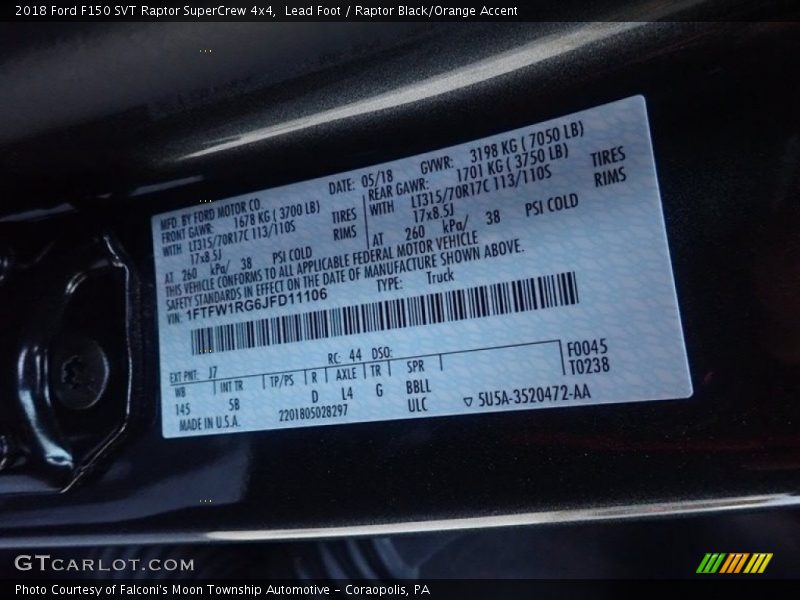 2018 Ford F150 SVT Raptor SuperCrew 4x4, Lead Foot / Raptor Black/Orange Accent
MFD. BY FORD MOTOR CO.
DATE: 05/18 GVWR: 3198 KG ( 7050 LB)
FRONT GAWR: 1678 KG ( 3700 LB)
WITH LT315/70R17C 113/110S TIRES
17x8.5J RIMS
AT 260 kPa/ 38 PSI COLD
REAR GAWR: 1701 KG ( 3750 LB)
WITH LT315/70R17C 113/110S TIRES
17x8.5J RIMS
AT 260 kPa/ 38 PSI COLD
THIS VEHICLE CONFORMS TO ALL APPLICABLE FEDERAL MOTOR VEHICLE
SAFETY STANDARDS IN EFFECT ON THE DATE OF MANUFACTURE SHOWN ABOVE.
VIN: 1FTFW1RG6JFD11106 TYPE: Truck
EXT PNT: J7 RC: 44 DSO:
WB INT TR TP/PS R AXLE TR SPR
145 5B D L4 G BBLL
F0045
T0238
MADE IN U.S.A. 2201805028297 ULC ▽ 5U5A-3520472-AA
GTCARLOT.COM
Photo Courtesy of Falconi's Moon Township Automotive - Coraopolis, PA